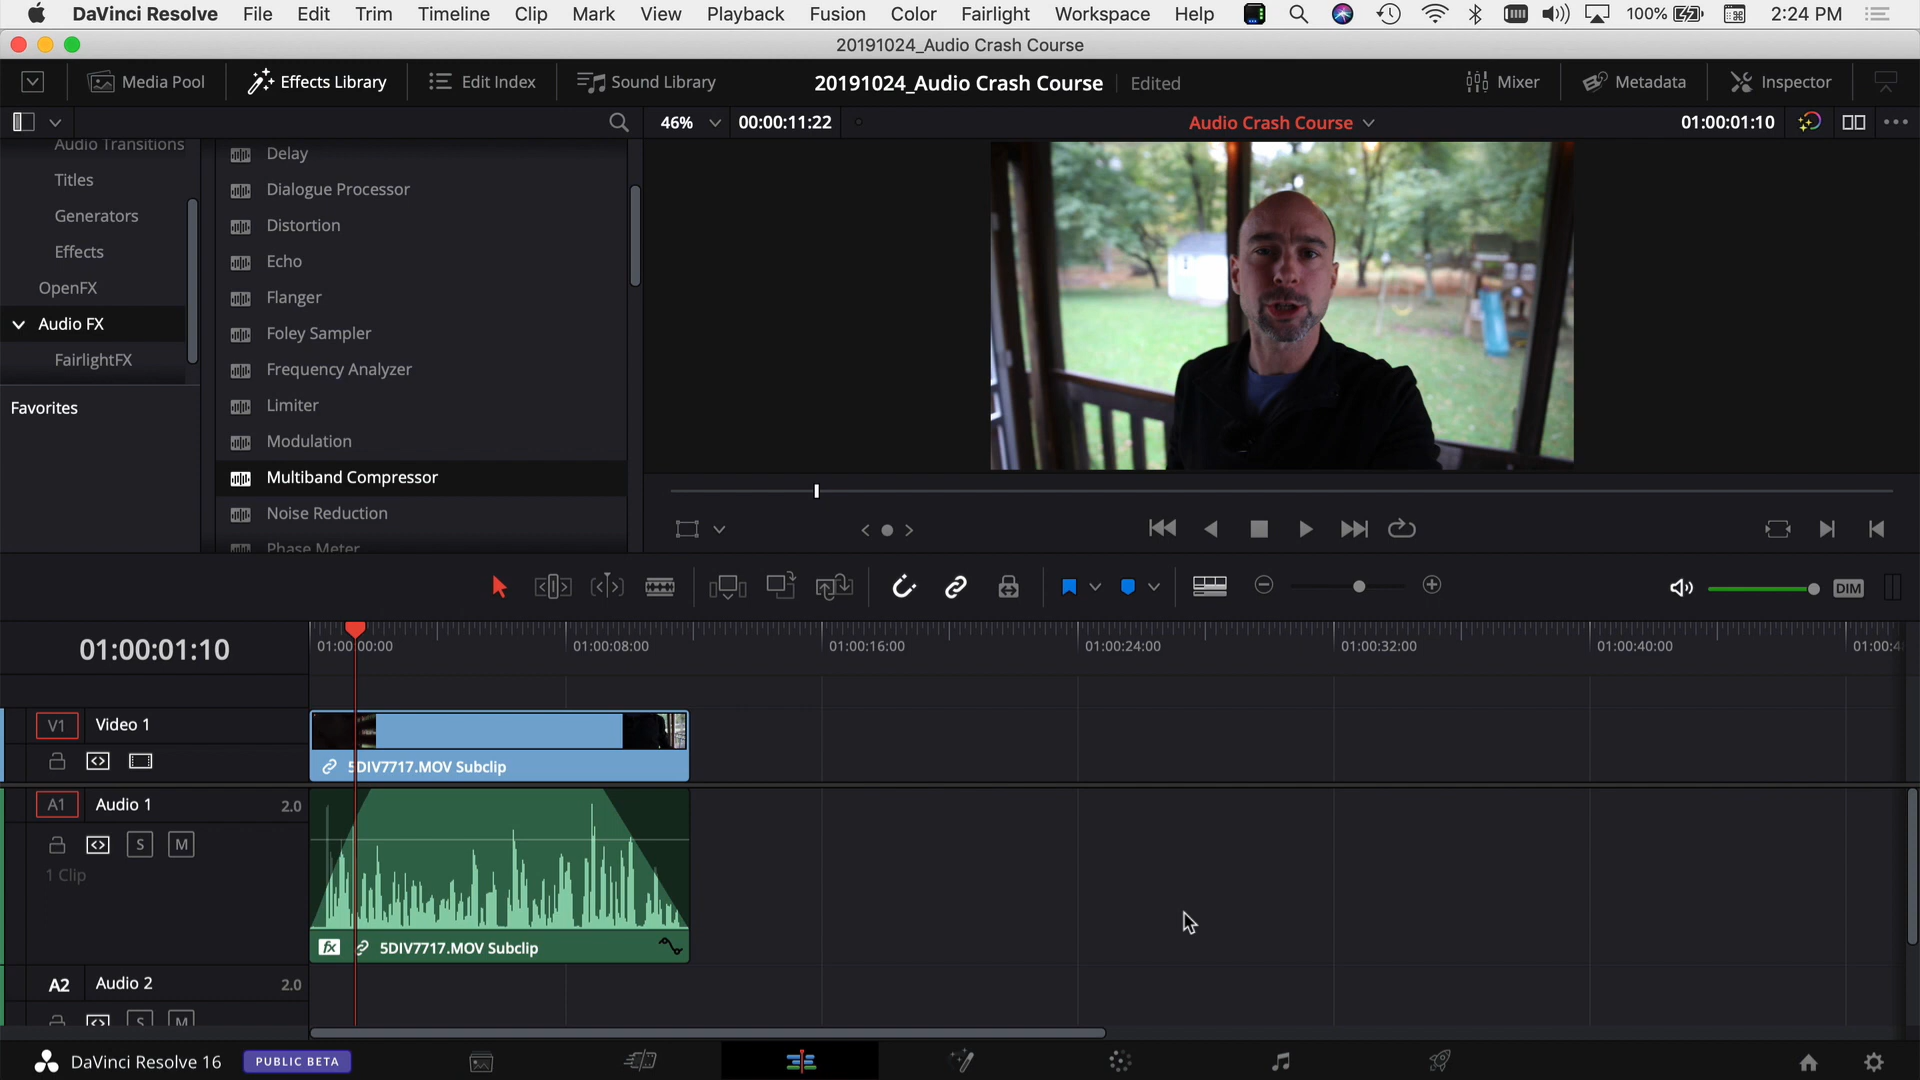 DaVinci Resolve File Edit Trim Timeline Clip Mark View Playback Fusion Color Fairlight Workspace Help 100% 2:24 PM
20191024_Audio Crash Course
Media Pool Effects Library Edit Index Sound Library 20191024_Audio Crash Course Edited Mixer Metadata Inspector
46% 00:00:11:22 Audio Crash Course 01:00:01:10
Audio Transitions
Titles
Generators
Effects
OpenFX
Audio FX
FairlightFX
Favorites
Delay
Dialogue Processor
Distortion
Echo
Flanger
Foley Sampler
Frequency Analyzer
Limiter
Modulation
Multiband Compressor
Noise Reduction
Phase Meter
DIM
01:00:01:10
01:00:00:00 01:00:08:00 01:00:16:00 01:00:24:00 01:00:32:00 01:00:40:00 01:00:4
V1 Video 1
5DIV7717.MOV Subclip
A1 Audio 1 2.0
S M
1 Clip
fx 5DIV7717.MOV Subclip
A2 Audio 2 2.0
S M
DaVinci Resolve 16 PUBLIC BETA